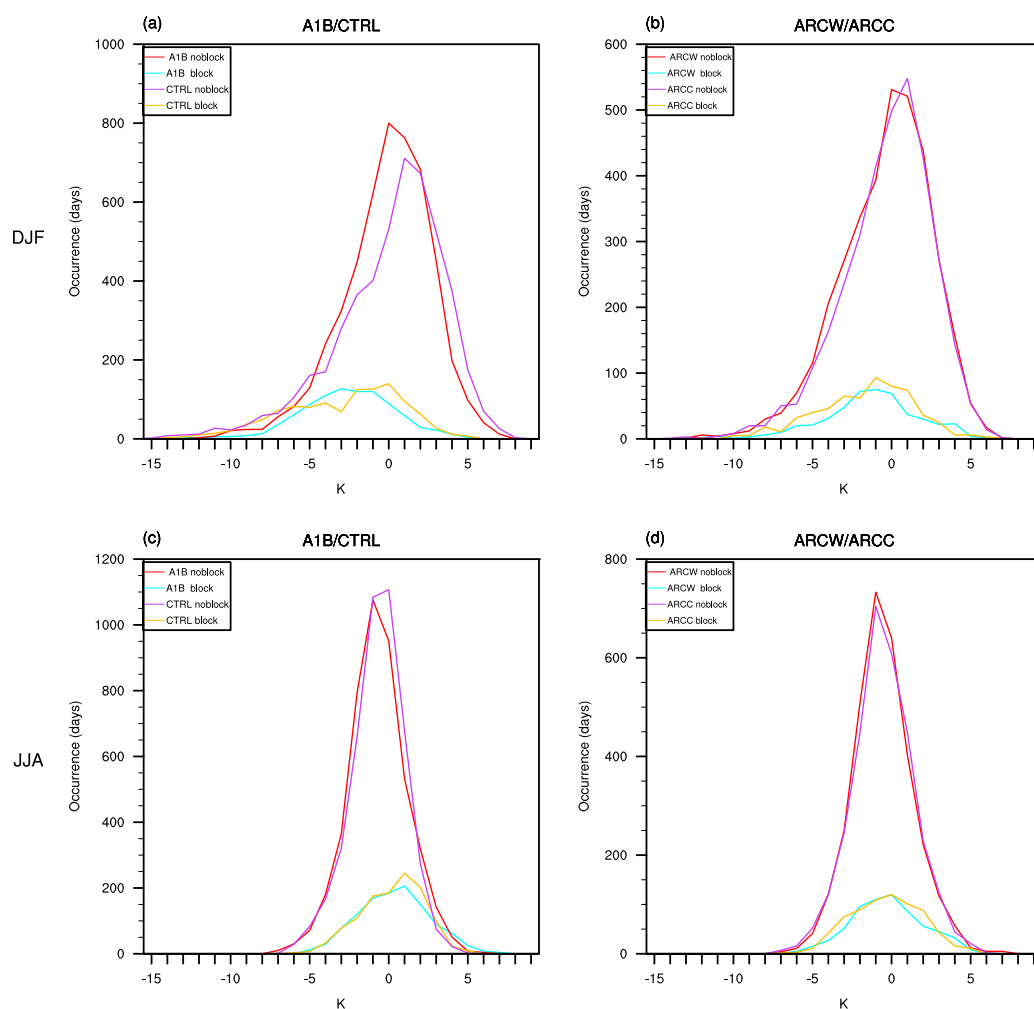 (a) A1B/CTRL
1000
800
600
400
200
0
Occurrence (days)
A1B noblock
A1B block
CTRL noblock
CTRL block
-15 -10 -5 0 5
K
(b) ARCW/ARCC
600
500
400
300
200
100
0
Occurrence (days)
ARCW noblock
ARCW block
ARCC noblock
ARCC block
-15 -10 -5 0 5
K
DJF
(c) A1B/CTRL
1200
1000
800
600
400
200
0
Occurrence (days)
A1B noblock
A1B block
CTRL noblock
CTRL block
-15 -10 -5 0 5
K
(d) ARCW/ARCC
800
600
400
200
0
Occurrence (days)
ARCW noblock
ARCW block
ARCC noblock
ARCC block
-15 -10 -5 0 5
K
JJA